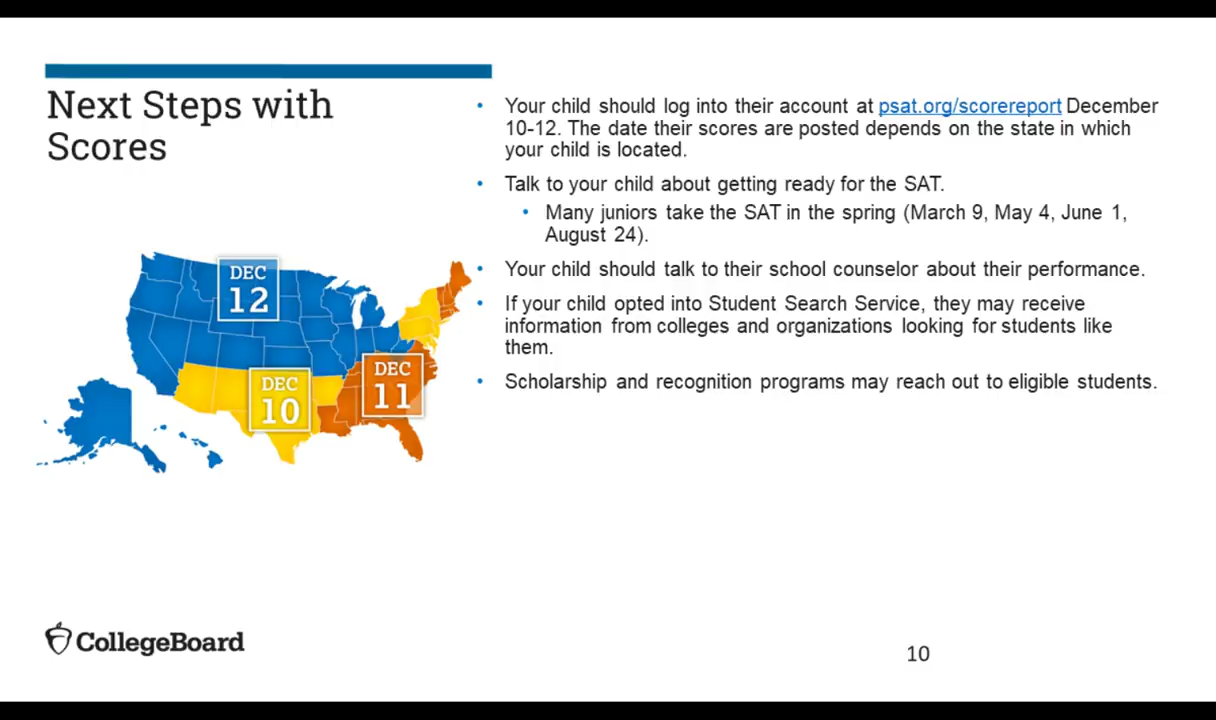 Next Steps with
Scores
• Your child should log into their account at psat.org/scorereport December
10-12. The date their scores are posted depends on the state in which
your child is located.
• Talk to your child about getting ready for the SAT.
• Many juniors take the SAT in the spring (March 9, May 4, June 1,
August 24).
• Your child should talk to their school counselor about their performance.
• If your child opted into Student Search Service, they may receive
information from colleges and organizations looking for students like
them.
• Scholarship and recognition programs may reach out to eligible students.
DEC
12
DEC
10
DEC
11
CollegeBoard
10